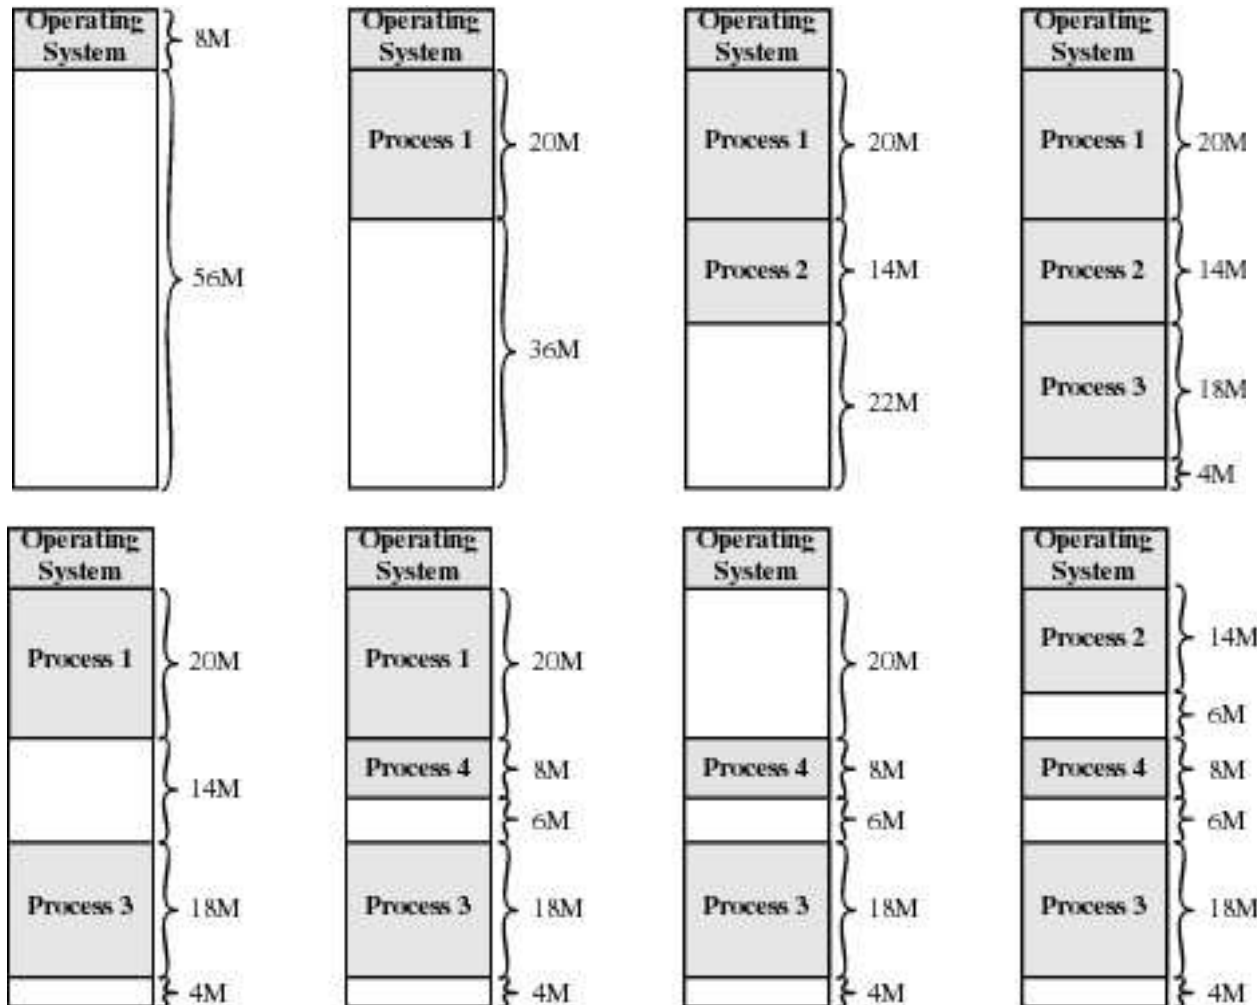 Operating
System
8M
56M
Operating
System
Process 1
20M
36M
Operating
System
Process 1
20M
Process 2
14M
22M
Operating
System
Process 1
20M
Process 2
14M
Process 3
18M
4M
Operating
System
Process 1
20M
14M
Process 3
18M
4M
Operating
System
Process 1
20M
Process 4
8M
6M
Process 3
18M
4M
Operating
System
20M
Process 4
8M
6M
Process 3
18M
4M
Operating
System
Process 2
14M
6M
Process 4
8M
6M
Process 3
18M
4M